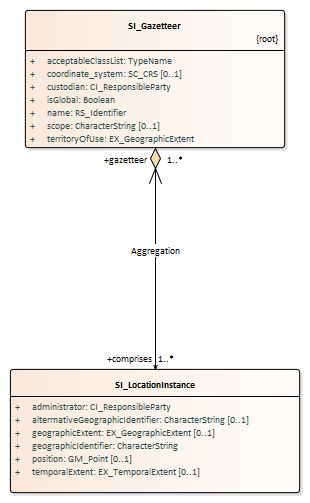 SI_Gazetteer
{root}
+ acceptableClassList: TypeName
+ coordinate_system: SC_CRS [0..1]
+ custodian: CI_ResponsibleParty
+ isGlobal: Boolean
+ name: RS_Identifier
+ scope: CharacterString [0..1]
+ territoryOfUse: EX_GeographicExtent
+gazetteer 1..*
Aggregation
+comprises 1..*
SI_LocationInstance
+ administrator: CI_ResponsibleParty
+ alterrnativeGeographicIdentifier: CharacterString [0..1]
+ geographicExtent: EX_GeographicExtent [0..1]
+ geographicIdentifier: CharacterString
+ position: GM_Point [0..1]
+ temporalExtent: EX_TemporalExtent [0..1]